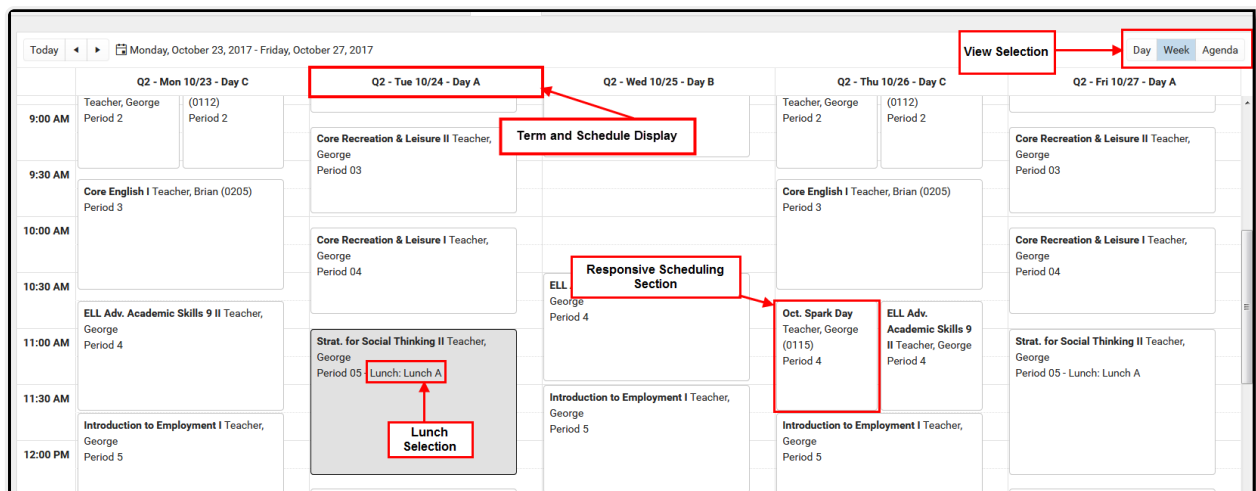 Today Monday, October 23, 2017 - Friday, October 27, 2017
View Selection
Day Week Agenda
Q2 - Mon 10/23 - Day C
Q2 - Tue 10/24 - Day A
Q2 - Wed 10/25 - Day B
Q2 - Thu 10/26 - Day C
Q2 - Fri 10/27 - Day A
9:00 AM
9:30 AM
10:00 AM
10:30 AM
11:00 AM
11:30 AM
12:00 PM
Teacher, George
Period 2
(0112)
Period 2
Core English I Teacher, Brian (0205)
Period 3
ELL Adv. Academic Skills 9 II Teacher,
George
Period 4
Introduction to Employment I Teacher,
George
Period 5
Term and Schedule Display
Core Recreation & Leisure II Teacher,
George
Period 03
Core Recreation & Leisure I Teacher,
George
Period 04
Strat. for Social Thinking II Teacher,
George
Period 05 - Lunch: Lunch A
Lunch
Selection
Responsive Scheduling
Section
ELL
George
Period 4
Introduction to Employment I Teacher,
George
Period 5
Teacher, George
Period 2
(0112)
Period 2
Core English I Teacher, Brian (0205)
Period 3
Oct. Spark Day
Teacher, George
(0115)
Period 4
ELL Adv.
Academic Skills 9
II Teacher, George
Period 4
Introduction to Employment I Teacher,
George
Period 5
Core Recreation & Leisure II Teacher,
George
Period 03
Core Recreation & Leisure I Teacher,
George
Period 04
Strat. for Social Thinking II Teacher,
George
Period 05 - Lunch: Lunch A